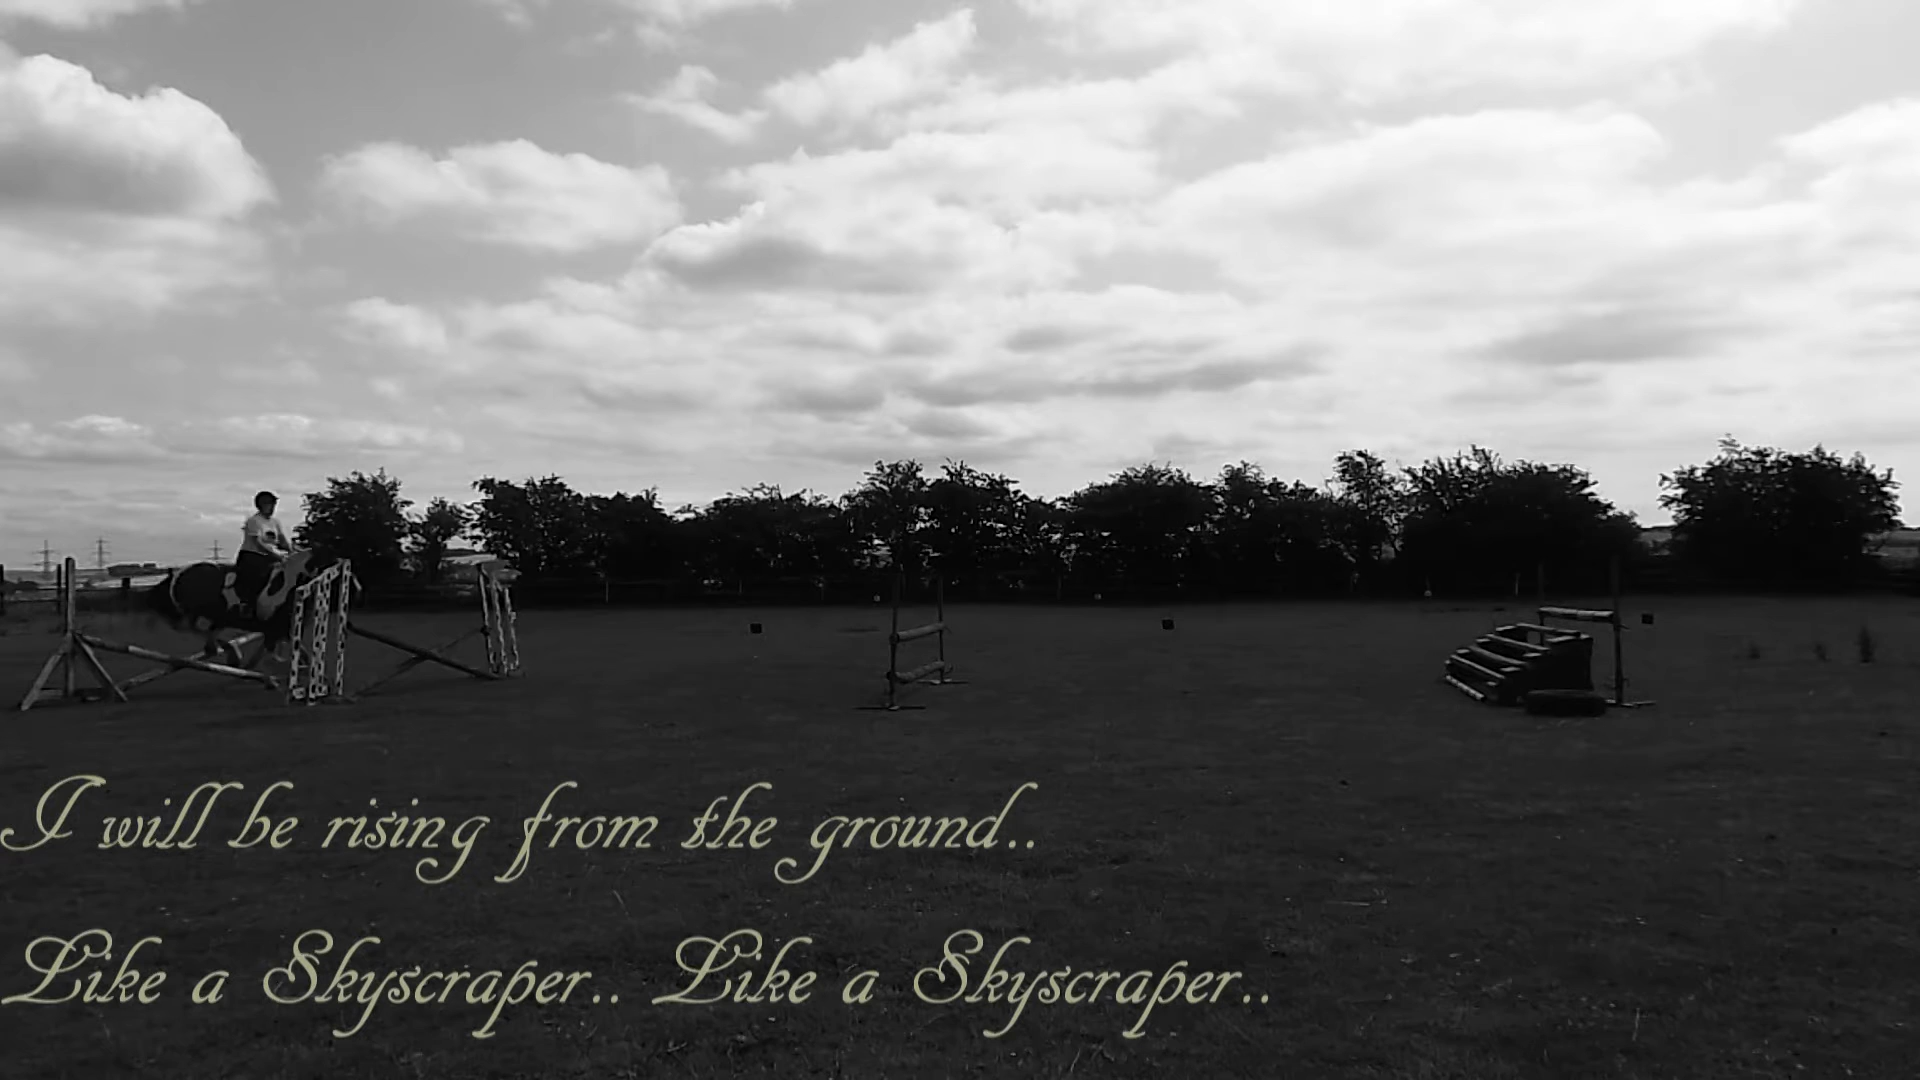 I will be rising from the ground..
Like a Skyscraper.. Like a Skyscraper..